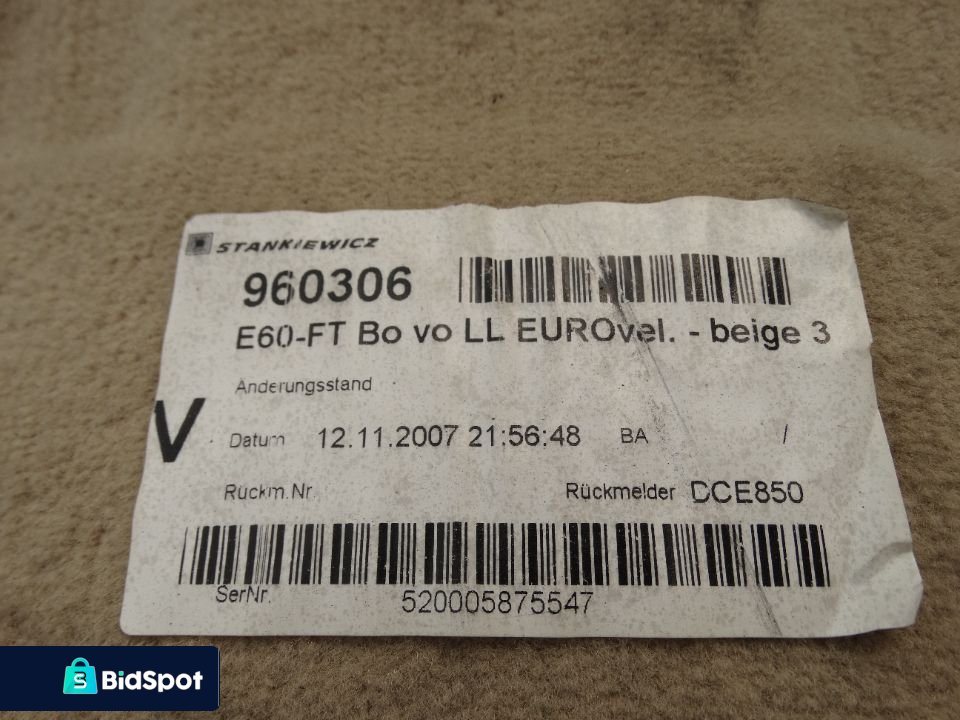 STANKIEWICZ
960306
E60-FT Bo vo LL EUROvel. - beige 3
Änderungsstand
V
Datum 12.11.2007 21:56:48 BA /
Rückm.Nr. Rückmelder DCE850
SerNr. 520005875547
BidSpot